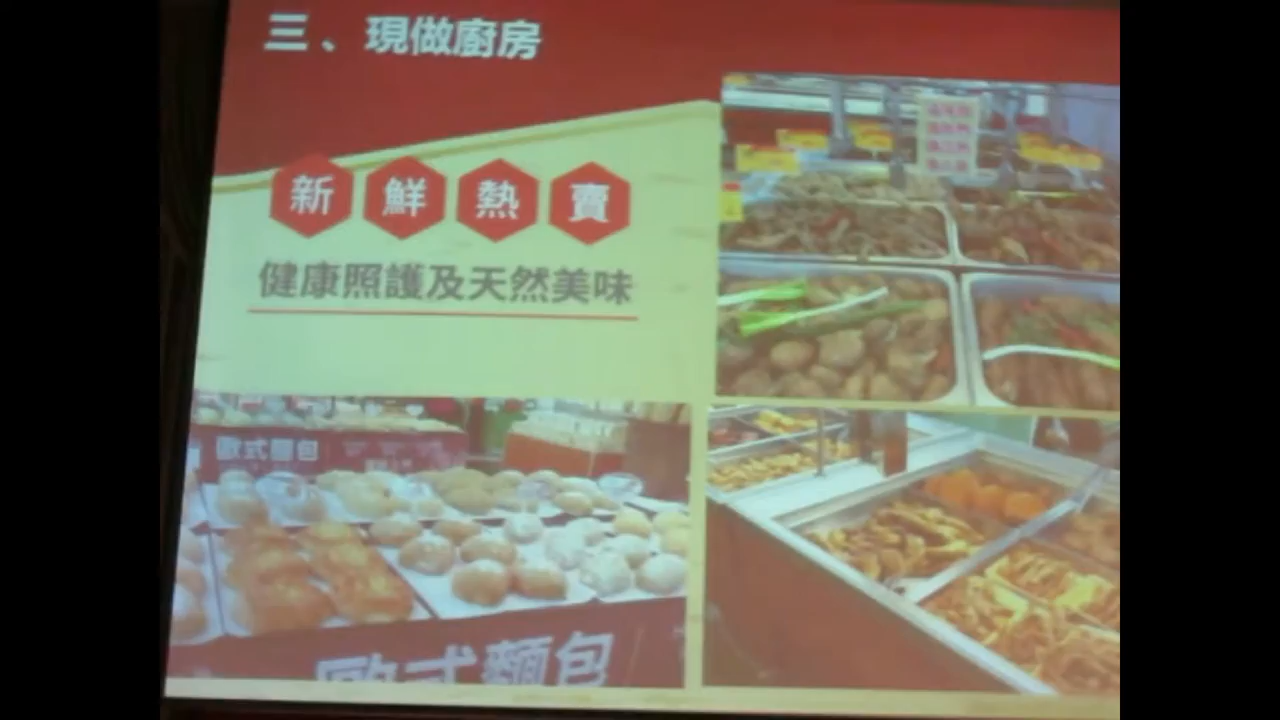 三、現做廚房
新鮮熱賣
健康照護及天然美味
歐式麵包
歐式麵包